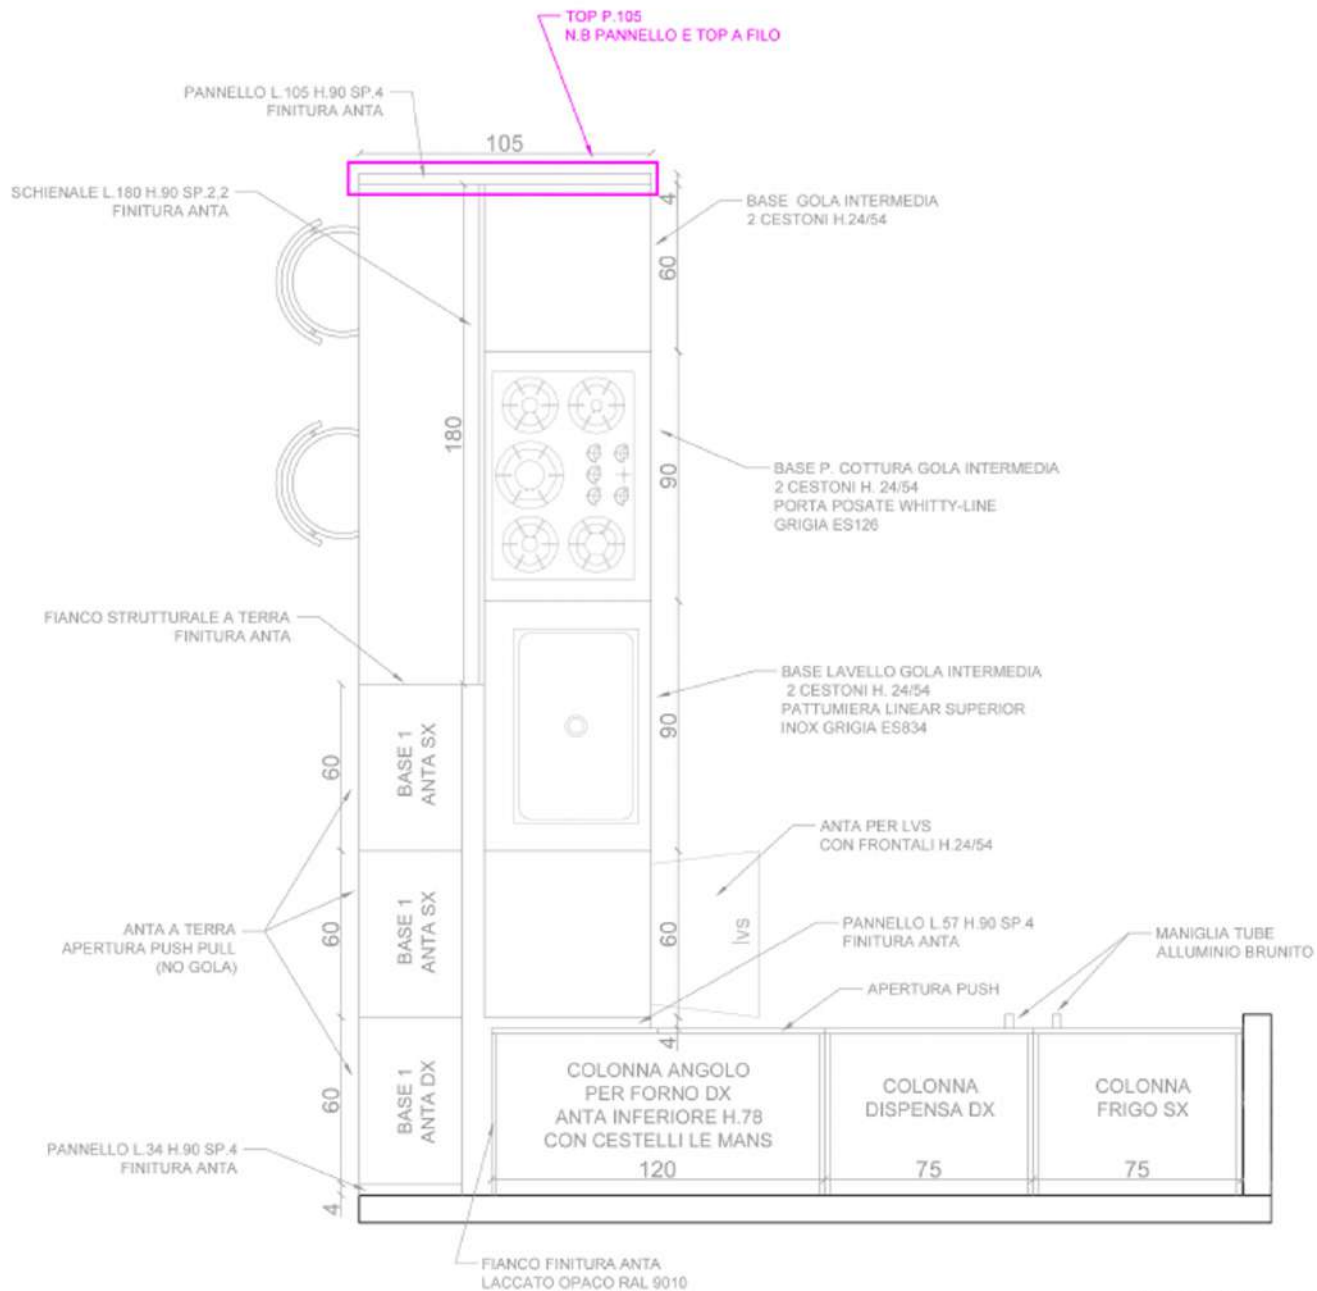 TOP P.105
N.B PANNELLO E TOP A FILO
PANNELLO L.105 H.90 SP.4
FINITURA ANTA
105
SCHIENALE L.180 H.90 SP.2,2
FINITURA ANTA
4
BASE GOLA INTERMEDIA
2 CESTONI H.24/54
60
180
90
BASE P. COTTURA GOLA INTERMEDIA
2 CESTONI H. 24/54
PORTA POSATE WHITTY-LINE
GRIGIA ES126
FIANCO STRUTTURALE A TERRA
FINITURA ANTA
BASE LAVELLO GOLA INTERMEDIA
2 CESTONI H. 24/54
PATTUMIERA LINEAR SUPERIOR
INOX GRIGIA ES834
90
60
BASE 1
ANTA SX
ANTA PER LVS
CON FRONTALI H.24/54
ANTA A TERRA
APERTURA PUSH PULL
(NO GOLA)
60
BASE 1
ANTA SX
60
lvs
PANNELLO L.57 H.90 SP.4
FINITURA ANTA
MANIGLIA TUBE
ALLUMINIO BRUNITO
APERTURA PUSH
4
60
BASE 1
ANTA DX
COLONNA ANGOLO
PER FORNO DX
ANTA INFERIORE H.78
CON CESTELLI LE MANS
120
COLONNA
DISPENSA DX
75
COLONNA
FRIGO SX
75
PANNELLO L.34 H.90 SP.4
FINITURA ANTA
4
FIANCO FINITURA ANTA
LACCATO OPACO RAL 9010